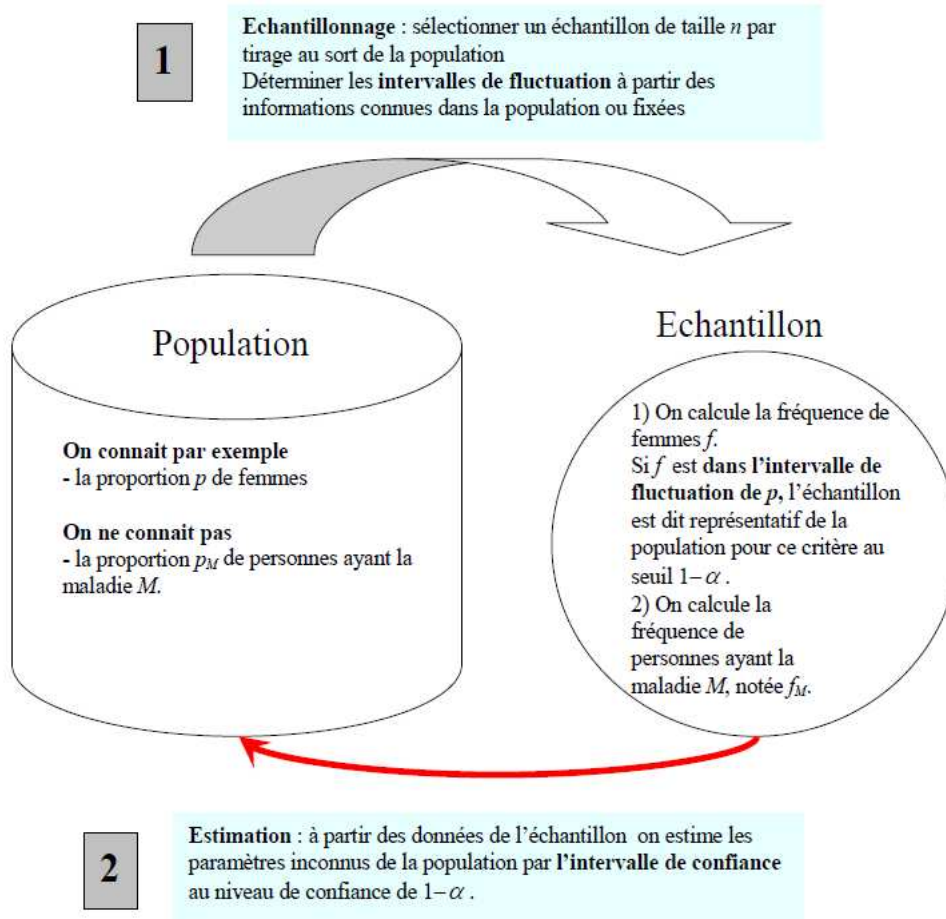 1
Echantillonnage : sélectionner un échantillon de taille n par
tirage au sort de la population
Déterminer les intervalles de fluctuation à partir des
informations connues dans la population ou fixées
Population
On connait par exemple
- la proportion p de femmes
On ne connait pas
- la proportion pM de personnes ayant la
maladie M.
Echantillon
1) On calcule la fréquence de
femmes f.
Si f est dans l’intervalle de
fluctuation de p, l’échantillon
est dit représentatif de la
population pour ce critère au
seuil 1−α .
2) On calcule la
fréquence de
personnes ayant la
maladie M, notée fM.
2
Estimation : à partir des données de l’échantillon on estime les
paramètres inconnus de la population par l’intervalle de confiance
au niveau de confiance de 1−α .